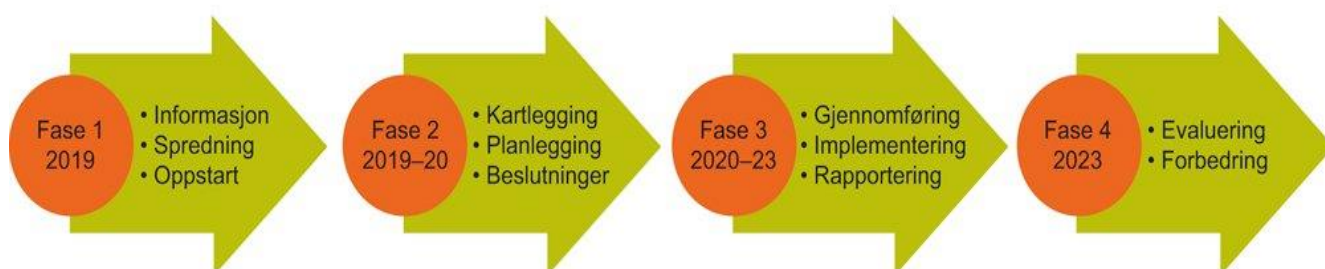 Fase 1
2019
• Informasjon
• Spredning
• Oppstart
Fase 2
2019–20
• Kartlegging
• Planlegging
• Beslutninger
Fase 3
2020–23
• Gjennomføring
• Implementering
• Rapportering
Fase 4
2023
• Evaluering
• Forbedring